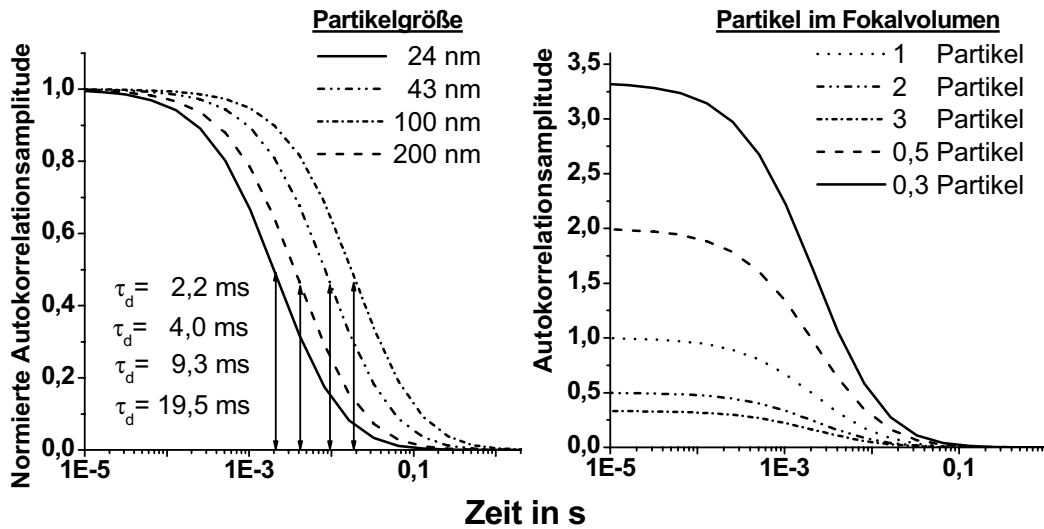 Partikelgröße
24 nm
43 nm
100 nm
200 nm
Normierte Autokorrelationsamplitude
1,0
0,8
0,6
0,4
0,2
0,0
τd= 2,2 ms
τd= 4,0 ms
τd= 9,3 ms
τd= 19,5 ms
1E-5
1E-3
0,1
Partikel im Fokalvolumen
1 Partikel
2 Partikel
3 Partikel
0,5 Partikel
0,3 Partikel
Autokorrelationsamplitude
3,5
3,0
2,5
2,0
1,5
1,0
0,5
0,0
1E-5
1E-3
0,1
Zeit in s